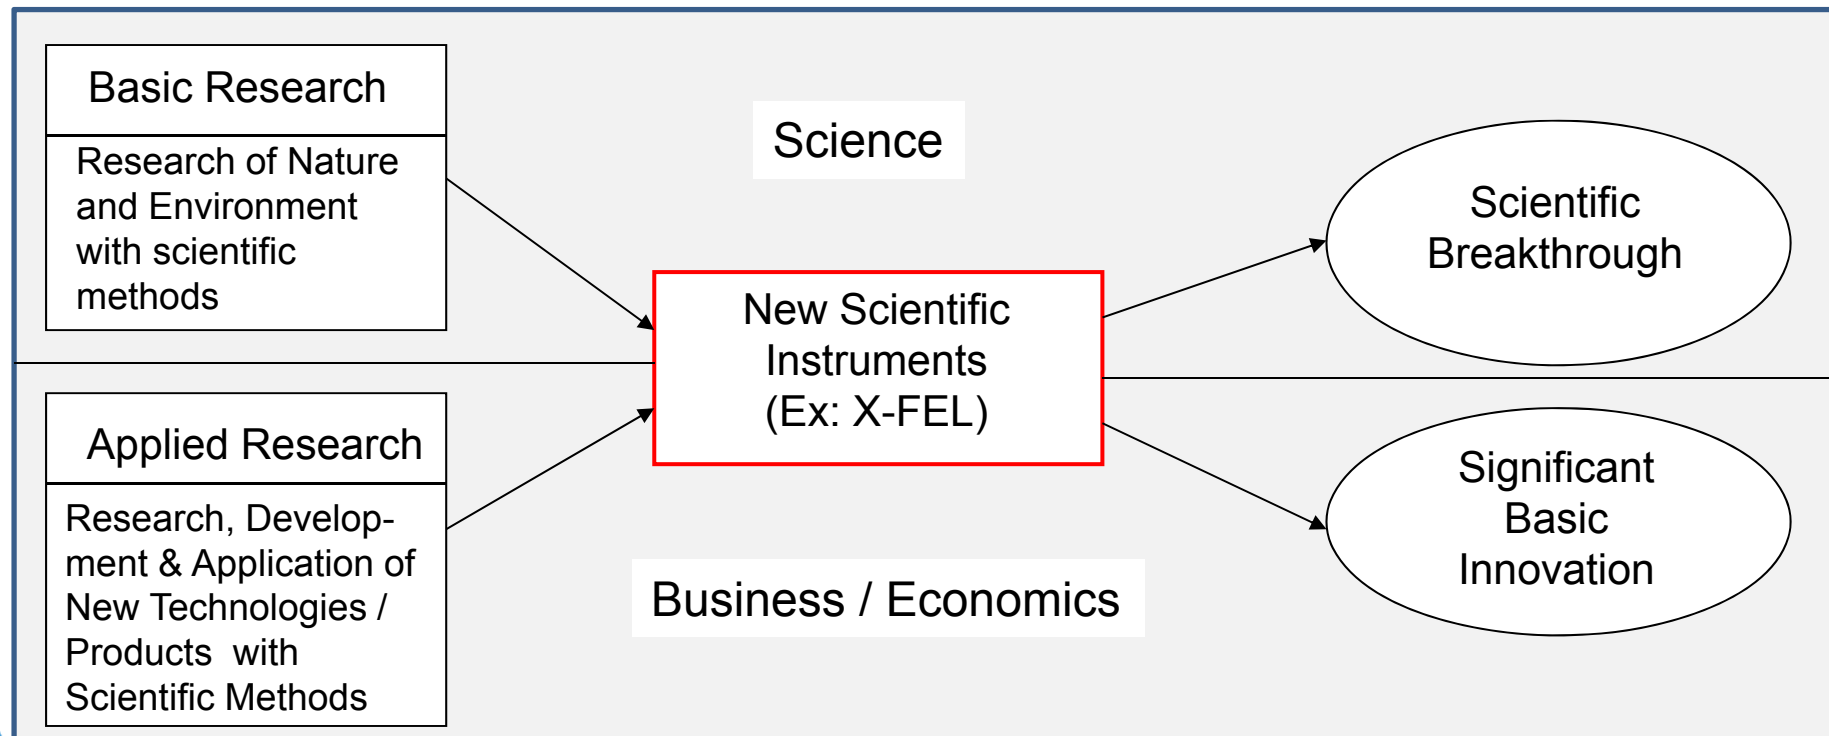 Basic Research
Research of Nature
and Environment
with scientific
methods
Science
Scientific
Breakthrough
New Scientific
Instruments
(Ex: X-FEL)
Applied Research
Research, Develop-
ment & Application of
New Technologies /
Products with
Scientific Methods
Business / Economics
Significant
Basic
Innovation